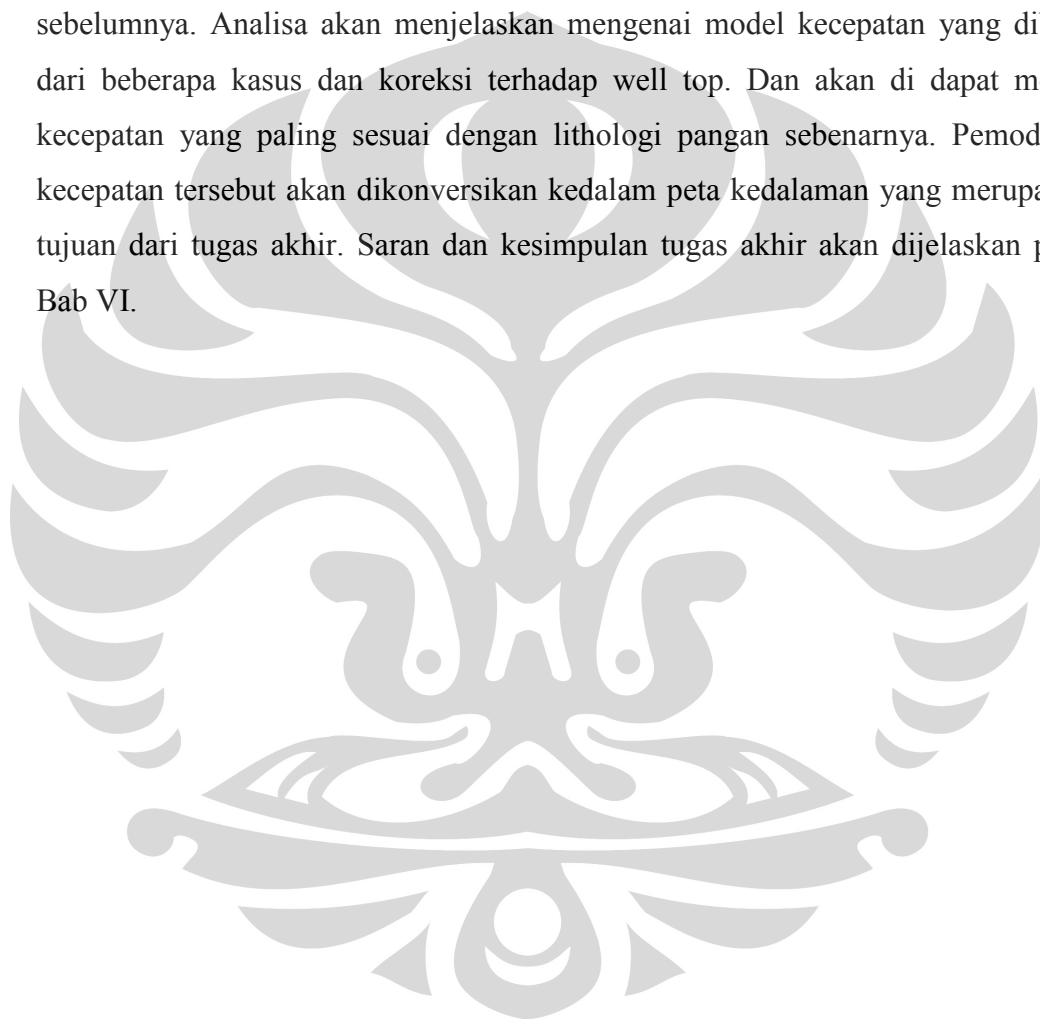 sebelumnya. Analisa akan menjelaskan mengenai model kecepatan yang di
dari beberapa kasus dan koreksi terhadap well top. Dan akan di dapat m
kecepatan yang paling sesuai dengan lithologi pangan sebenarnya. Pemod
kecepatan tersebut akan dikonversikan kedalam peta kedalaman yang merupa
tujuan dari tugas akhir. Saran dan kesimpulan tugas akhir akan dijelaskan p
Bab VI.